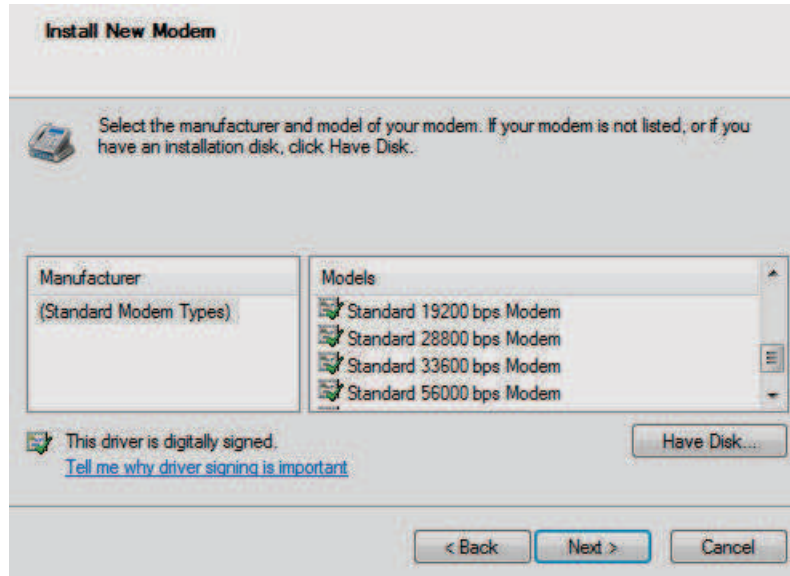 Install New Modem
Select the manufacturer and model of your modem. If your modem is not listed, or if you
have an installation disk, click Have Disk.
Manufacturer
(Standard Modem Types)
Models
Standard 19200 bps Modem
Standard 28800 bps Modem
Standard 33600 bps Modem
Standard 56000 bps Modem
This driver is digitally signed.
Tell me why driver signing is important
Have Disk...
< Back
Next >
Cancel